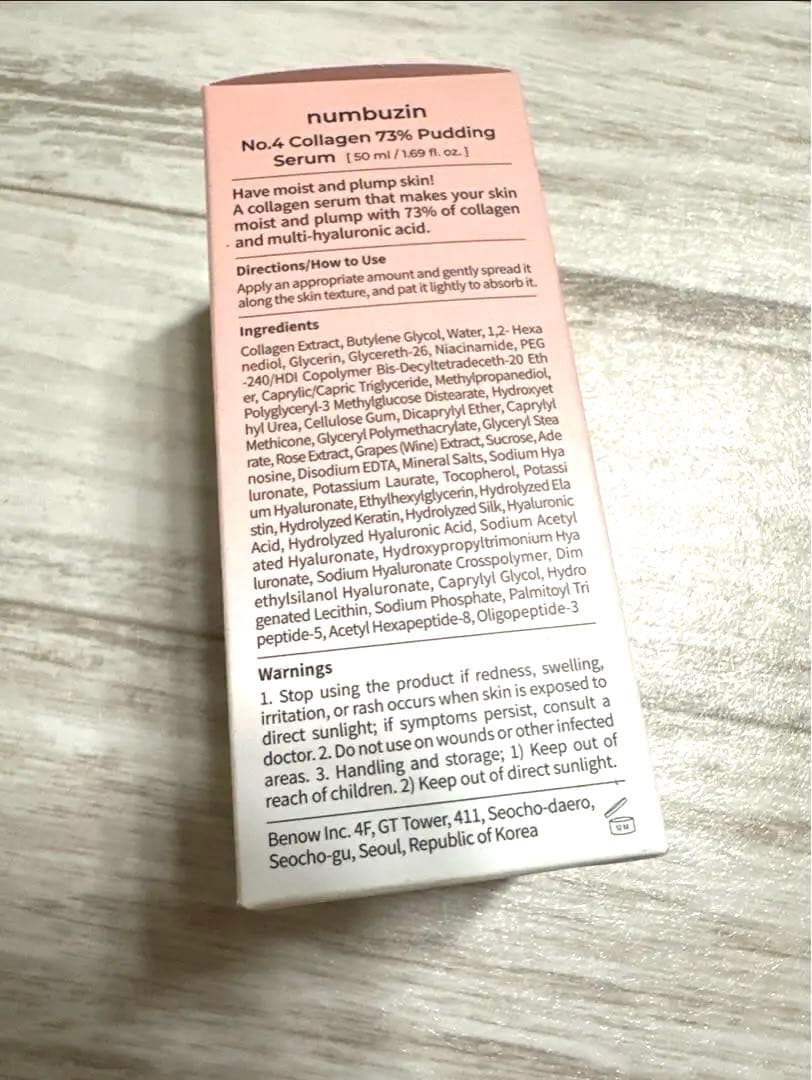 numbuzin
No.4 Collagen 73% Pudding
Serum [ 50 ml / 1.69 fl. oz. ]
Have moist and plump skin!
A collagen serum that makes your skin
moist and plump with 73% of collagen
and multi-hyaluronic acid.
Directions/How to Use
Apply an appropriate amount and gently spread it
along the skin texture, and pat it lightly to absorb it.
Ingredients
Collagen Extract, Butylene Glycol, Water, 1,2- Hexa
nediol, Glycerin, Glycereth-26, Niacinamide, PEG
-240/HDI Copolymer Bis-Decyltetradeceth-20 Eth
er, Caprylic/Capric Triglyceride, Methylpropanediol,
Polyglyceryl-3 Methylglucose Distearate, Hydroxyet
hyl Urea, Cellulose Gum, Dicaprylyl Ether, Caprylyl
Methicone, Glyceryl Polymethacrylate, Glyceryl Stea
rate, Rose Extract, Grapes (Wine) Extract, Sucrose, Ade
nosine, Disodium EDTA, Mineral Salts, Sodium Hya
luronate, Potassium Laurate, Tocopherol, Potassi
um Hyaluronate, Ethylhexylglycerin, Hydrolyzed Ela
stin, Hydrolyzed Keratin, Hydrolyzed Silk, Hyaluronic
Acid, Hydrolyzed Hyaluronic Acid, Sodium Acetyl
ated Hyaluronate, Hydroxypropyltrimonium Hya
luronate, Sodium Hyaluronate Crosspolymer, Dim
ethylsilanol Hyaluronate, Caprylyl Glycol, Hydro
genated Lecithin, Sodium Phosphate, Palmitoyl Tri
peptide-5, Acetyl Hexapeptide-8, Oligopeptide-3
Warnings
1. Stop using the product if redness, swelling,
irritation, or rash occurs when skin is exposed to
direct sunlight; if symptoms persist, consult a
doctor. 2. Do not use on wounds or other infected
areas. 3. Handling and storage; 1) Keep out of
reach of children. 2) Keep out of direct sunlight.
Benow Inc. 4F, GT Tower, 411, Seocho-daero,
Seocho-gu, Seoul, Republic of Korea
12 M